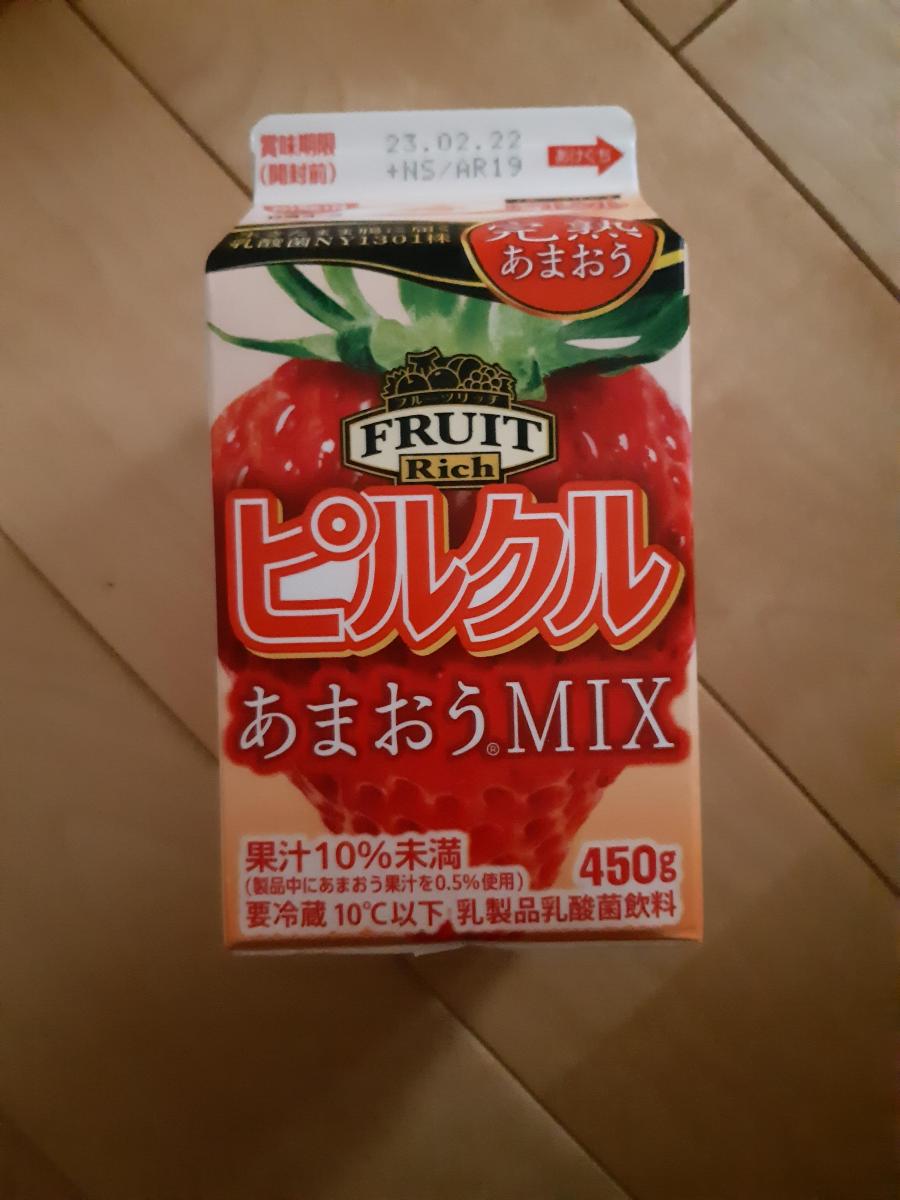 賞味期限
(開封前)
23.02.22
+NS/AR19
あけくち
乳酸菌NY1301株
完熟
あまおう
フルーツリッチ
FRUIT
Rich
ピルクル
あまおう®MIX
果汁10%未満
(製品中にあまおう果汁を0.5%使用)
450g
要冷蔵 10℃以下 乳製品乳酸菌飲料